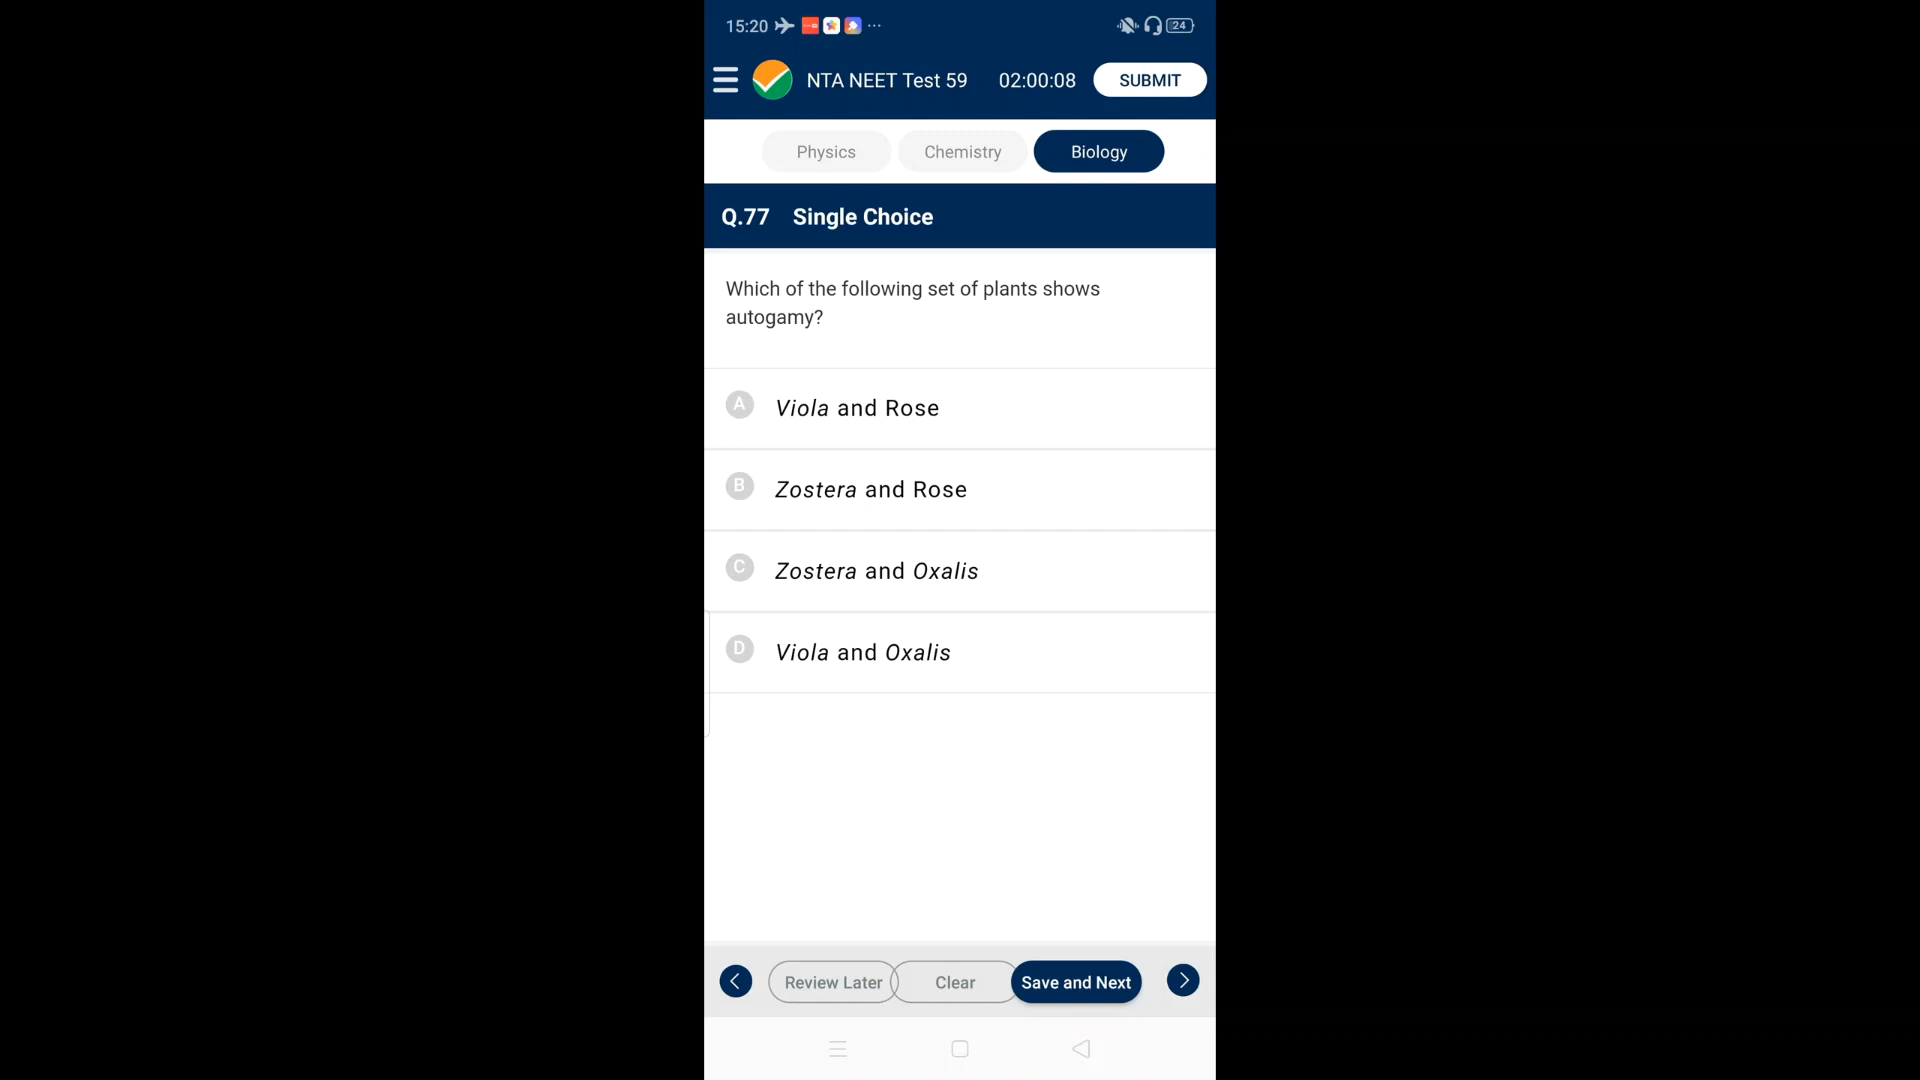 15:20 24
NTA NEET Test 59 02:00:08 SUBMIT
Physics Chemistry Biology
Q.77 Single Choice
Which of the following set of plants shows
autogamy?
A Viola and Rose
B Zostera and Rose
C Zostera and Oxalis
D Viola and Oxalis
Review Later Clear Save and Next